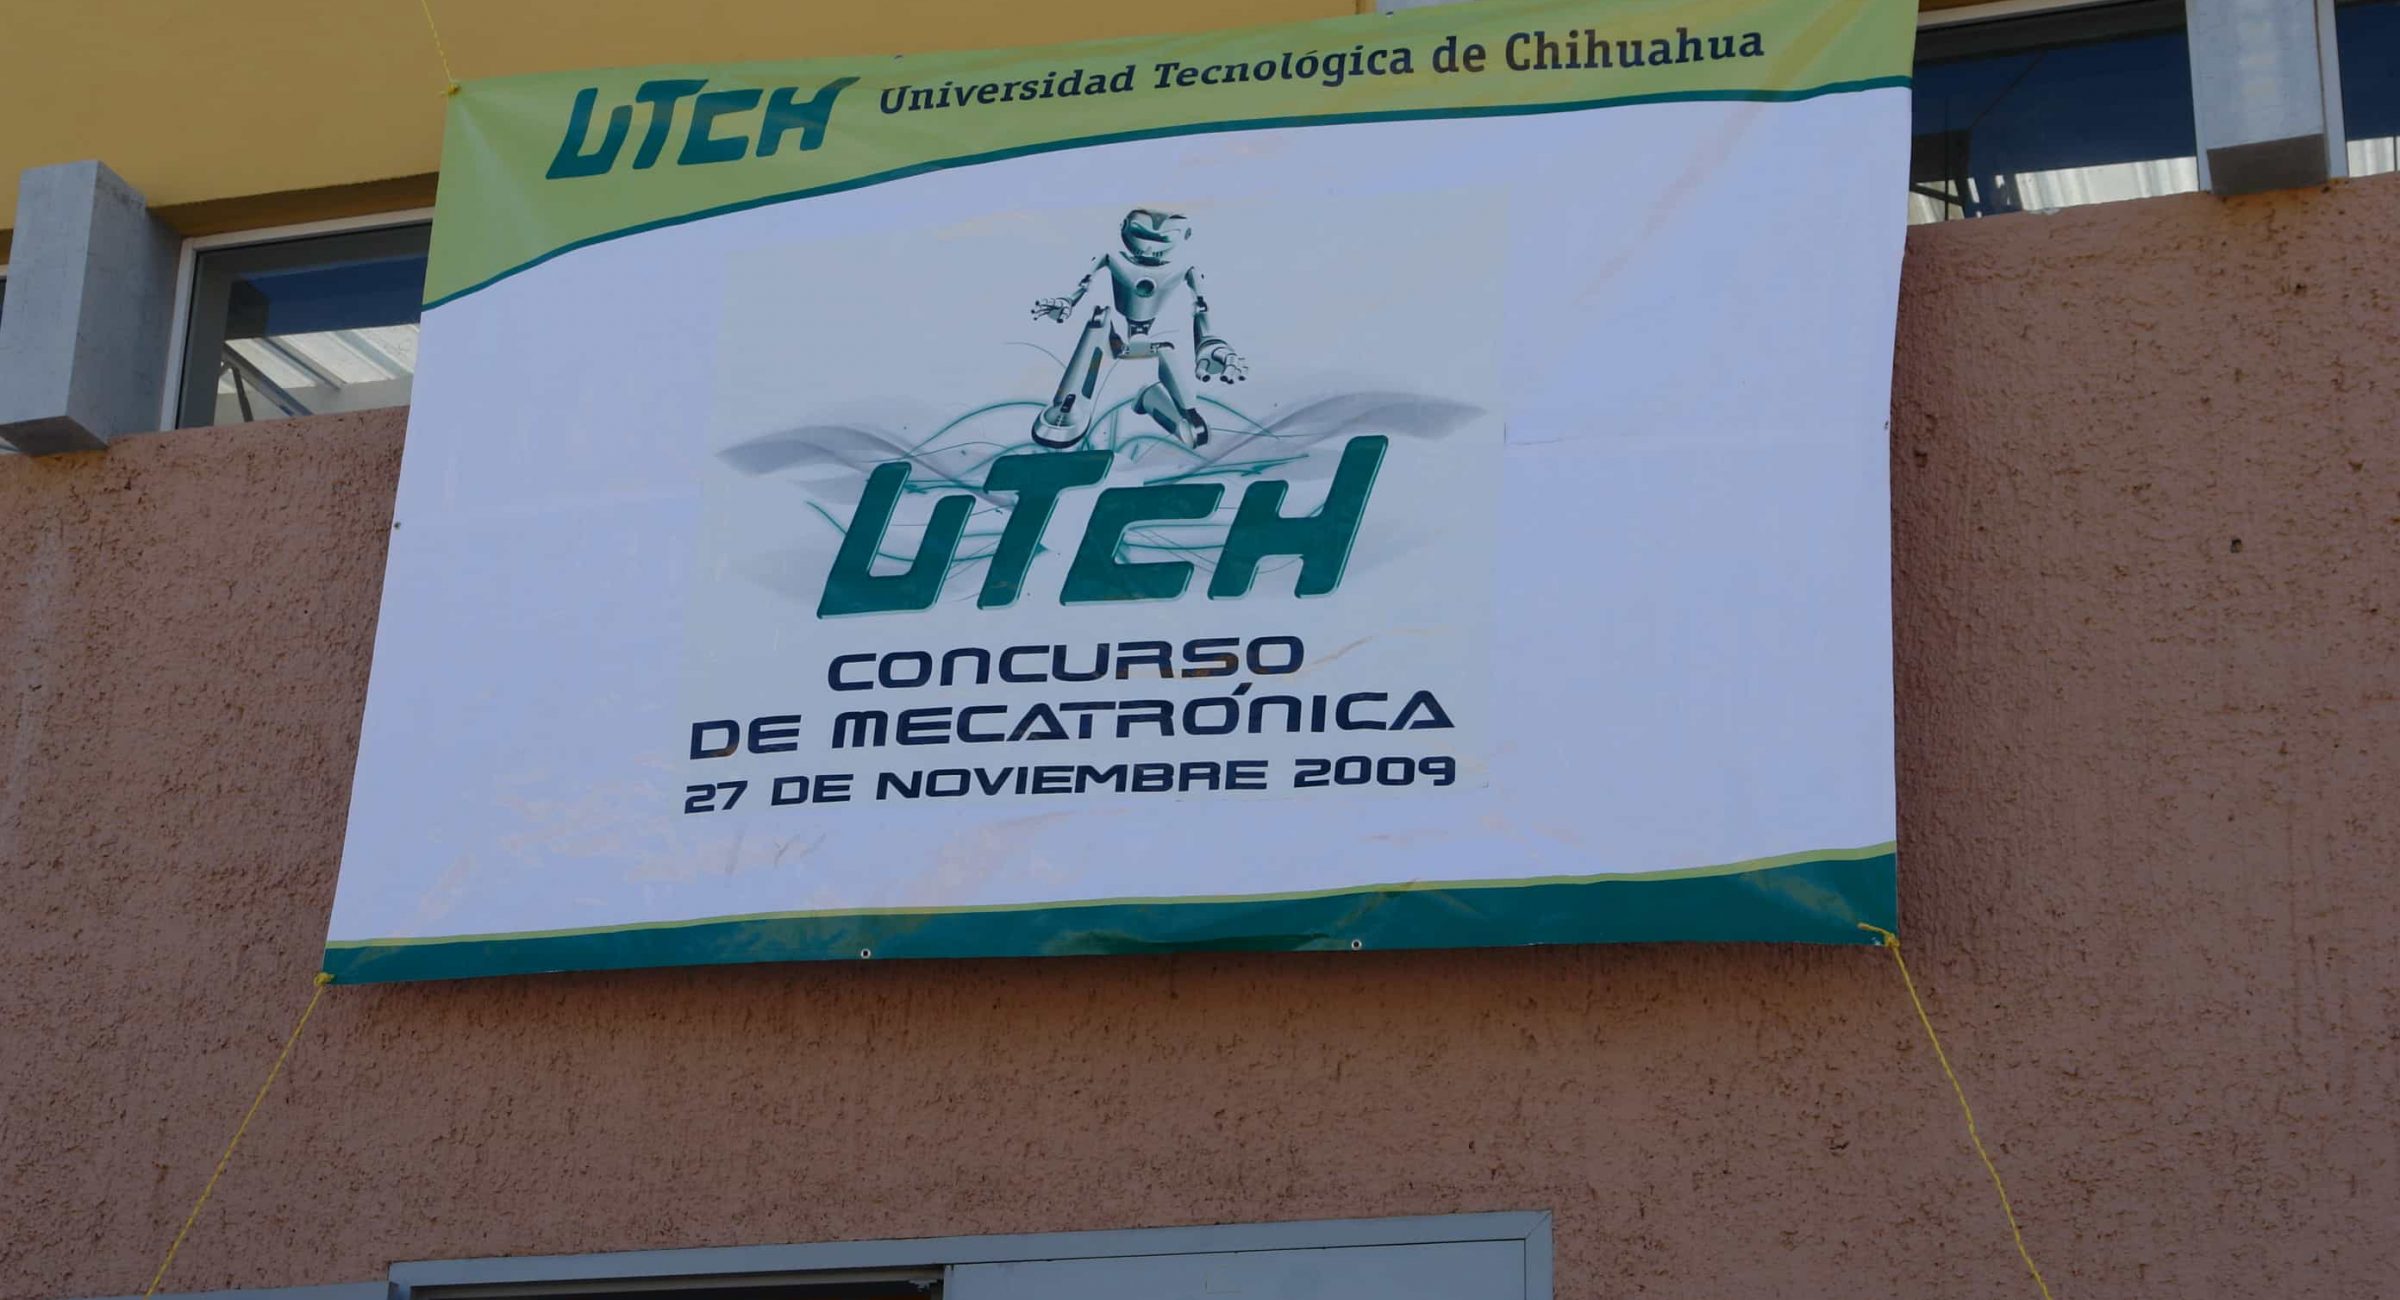 UTCH Universidad Tecnológica de Chihuahua
UTCH
CONCURSO
DE MECATRÓNICA
27 DE NOVIEMBRE 2009